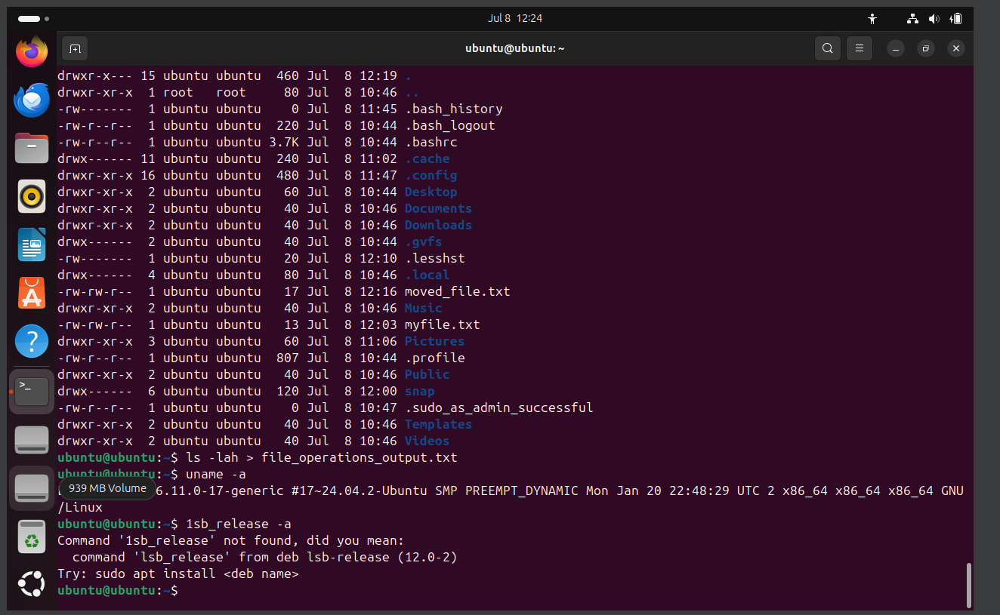 Jul 8 12:24
ubuntu@ubuntu: ~
drwxr-x--- 15 ubuntu ubuntu  460 Jul  8 12:19 .
drwxr-xr-x  1 root   root     80 Jul  8 10:46 ..
-rw-------  1 ubuntu ubuntu    0 Jul  8 11:45 .bash_history
-rw-r--r--  1 ubuntu ubuntu  220 Jul  8 10:44 .bash_logout
-rw-r--r--  1 ubuntu ubuntu 3.7K Jul  8 10:44 .bashrc
drwx------ 11 ubuntu ubuntu  240 Jul  8 11:02 .cache
drwxr-xr-x 16 ubuntu ubuntu  480 Jul  8 11:47 .config
drwxr-xr-x  2 ubuntu ubuntu   60 Jul  8 10:44 Desktop
drwxr-xr-x  2 ubuntu ubuntu   40 Jul  8 10:46 Documents
drwxr-xr-x  2 ubuntu ubuntu   40 Jul  8 10:46 Downloads
drwx------  2 ubuntu ubuntu   40 Jul  8 10:44 .gvfs
-rw-------  1 ubuntu ubuntu   20 Jul  8 12:10 .lesshst
drwx------  4 ubuntu ubuntu   80 Jul  8 10:46 .local
-rw-rw-r--  1 ubuntu ubuntu   17 Jul  8 12:16 moved_file.txt
drwxr-xr-x  2 ubuntu ubuntu   40 Jul  8 10:46 Music
-rw-rw-r--  1 ubuntu ubuntu   13 Jul  8 12:03 myfile.txt
drwxr-xr-x  3 ubuntu ubuntu   60 Jul  8 11:06 Pictures
-rw-r--r--  1 ubuntu ubuntu  807 Jul  8 10:44 .profile
drwxr-xr-x  2 ubuntu ubuntu   40 Jul  8 10:46 Public
drwx------  6 ubuntu ubuntu  120 Jul  8 12:00 snap
-rw-r--r--  1 ubuntu ubuntu    0 Jul  8 10:47 .sudo_as_admin_successful
drwxr-xr-x  2 ubuntu ubuntu   40 Jul  8 10:46 Templates
drwxr-xr-x  2 ubuntu ubuntu   40 Jul  8 10:46 Videos
ubuntu@ubuntu:~$ ls -lah > file_operations_output.txt
ubuntu@ubuntu:~$ uname -a
939 MB Volume
6.11.0-17-generic #17~24.04.2-Ubuntu SMP PREEMPT_DYNAMIC Mon Jan 20 22:48:29 UTC 2 x86_64 x86_64 x86_64 GNU
/Linux
ubuntu@ubuntu:~$ 1sb_release -a
Command '1sb_release' not found, did you mean:
  command 'lsb_release' from deb lsb-release (12.0-2)
Try: sudo apt install <deb name>
ubuntu@ubuntu:~$